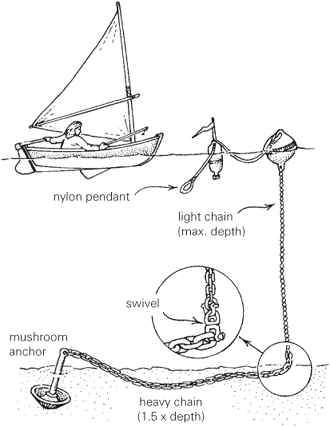 nylon pendant
light chain
(max. depth)
swivel
mushroom
anchor
heavy chain
(1.5 x depth)